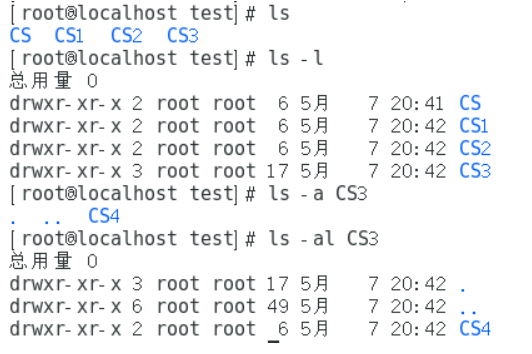 [root@localhost test]# ls
CS  CS1  CS2  CS3
[root@localhost test]# ls -l
总用量 0
drwxr-xr-x 2 root root  6 5月   7 20:41 CS
drwxr-xr-x 2 root root  6 5月   7 20:42 CS1
drwxr-xr-x 2 root root  6 5月   7 20:42 CS2
drwxr-xr-x 3 root root 17 5月   7 20:42 CS3
[root@localhost test]# ls -a CS3
.  ..  CS4
[root@localhost test]# ls -al CS3
总用量 0
drwxr-xr-x 3 root root 17 5月   7 20:42 .
drwxr-xr-x 6 root root 49 5月   7 20:42 ..
drwxr-xr-x 2 root root  6 5月   7 20:42 CS4